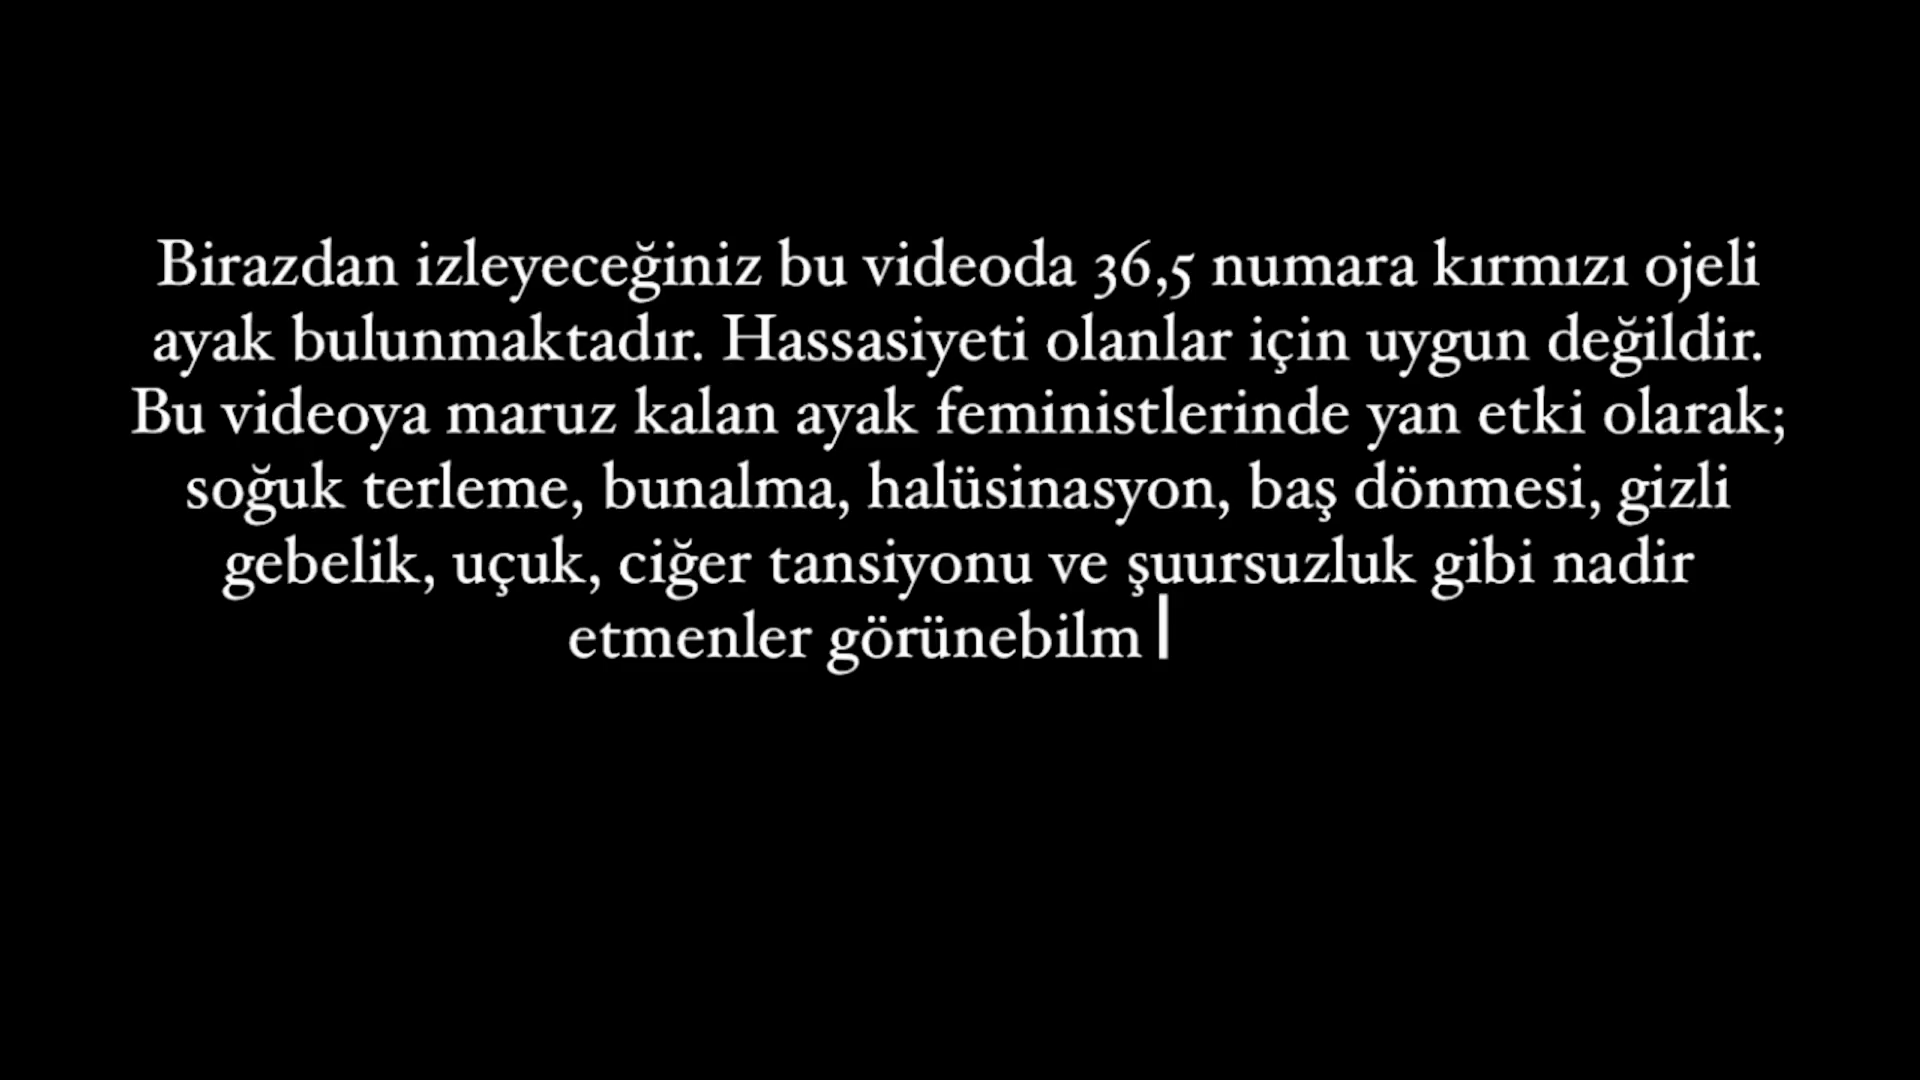 Birazdan izleyeceğiniz bu videoda 36,5 numara kırmızı ojeli
ayak bulunmaktadır. Hassasiyeti olanlar için uygun değildir.
Bu videoya maruz kalan ayak feministlerinde yan etki olarak;
soğuk terleme, bunalma, halüsinasyon, baş dönmesi, gizli
gebelik, uçuk, ciğer tansiyonu ve şuursuzluk gibi nadir
etmenler görünebilm